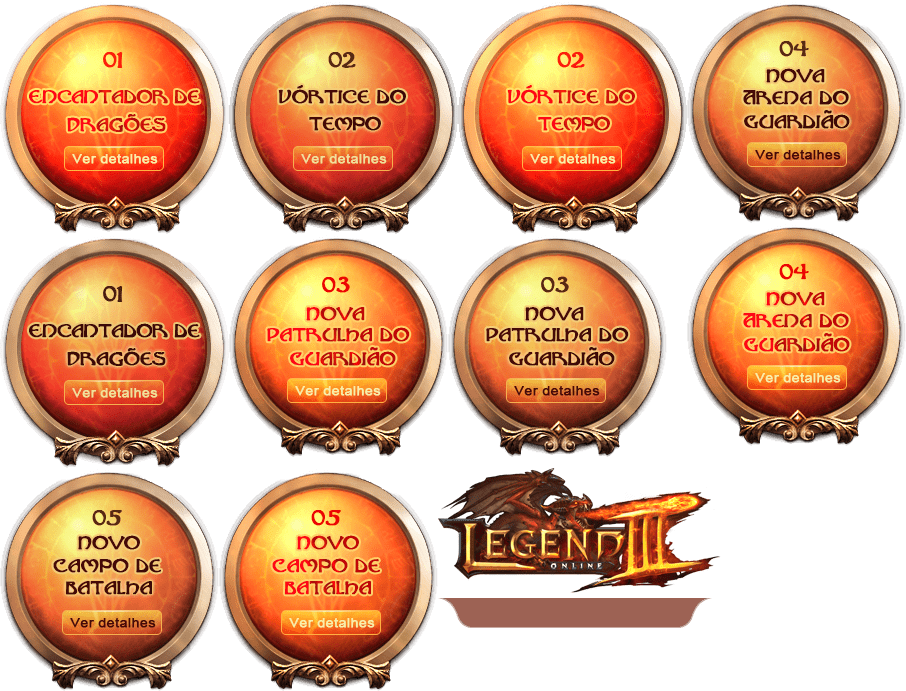 01
ENCANTADOR DE
DRAGÕES
Ver detalhes
02
VÓRTICE DO
TEMPO
Ver detalhes
02
VÓRTICE DO
TEMPO
Ver detalhes
04
NOVA
ARENA DO
GUARDIÃO
Ver detalhes
01
ENCANTADOR DE
DRAGÕES
Ver detalhes
03
NOVA
PATRULHA DO
GUARDIÃO
Ver detalhes
03
NOVA
PATRULHA DO
GUARDIÃO
Ver detalhes
04
NOVA
ARENA DO
GUARDIÃO
Ver detalhes
05
NOVO
CAMPO DE
BATALHA
Ver detalhes
05
NOVO
CAMPO DE
BATALHA
Ver detalhes
LEGEND III
ONLINE